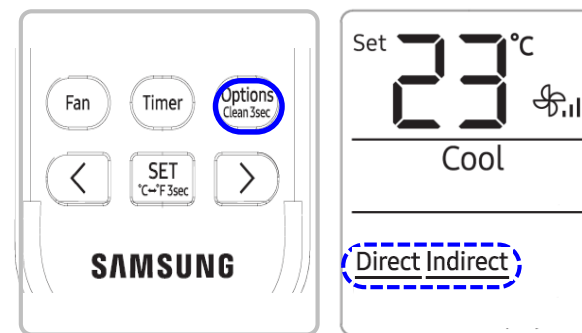 Fan
Timer
Options
Clean 3sec
SET
°C↔°F 3sec
SAMSUNG
Set 23°C
Cool
Direct Indirect